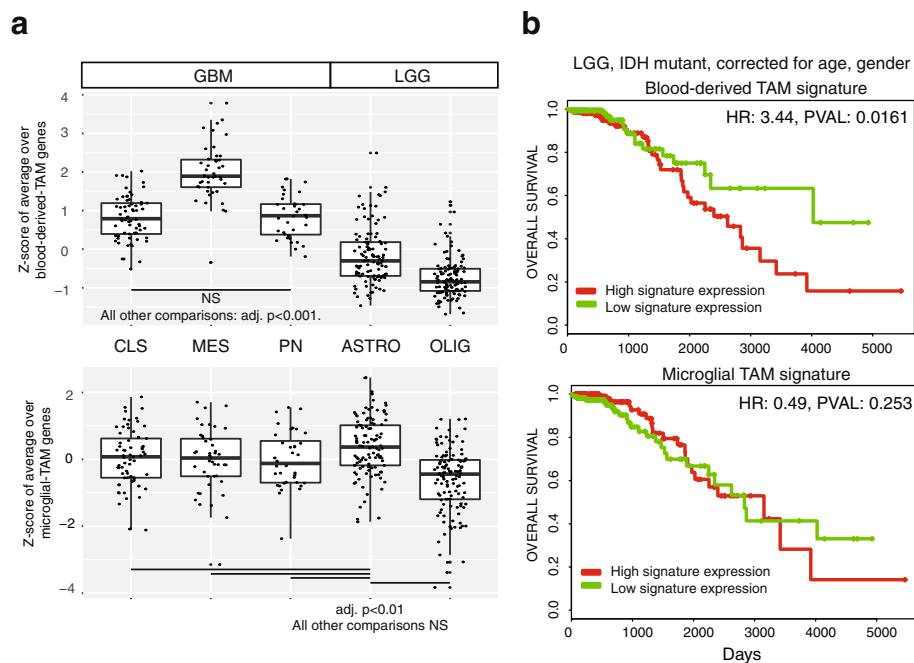 a
GBM LGG
Z-score of average over
blood-derived-TAM genes
4
3
2
1
0
−1
NS
All other comparisons: adj. p<0.001.
CLS MES PN ASTRO OLIG
Z-score of average over
microglial-TAM genes
2
0
−2
−4
adj. p<0.01
All other comparisons NS
b
LGG, IDH mutant, corrected for age, gender
Blood-derived TAM signature
HR: 3.44, PVAL: 0.0161
OVERALL SURVIVAL
1.0
0.8
0.6
0.4
0.2
0.0
High signature expression
Low signature expression
0 1000 2000 3000 4000 5000
Microglial TAM signature
HR: 0.49, PVAL: 0.253
OVERALL SURVIVAL
1.0
0.8
0.6
0.4
0.2
0.0
High signature expression
Low signature expression
0 1000 2000 3000 4000 5000
Days